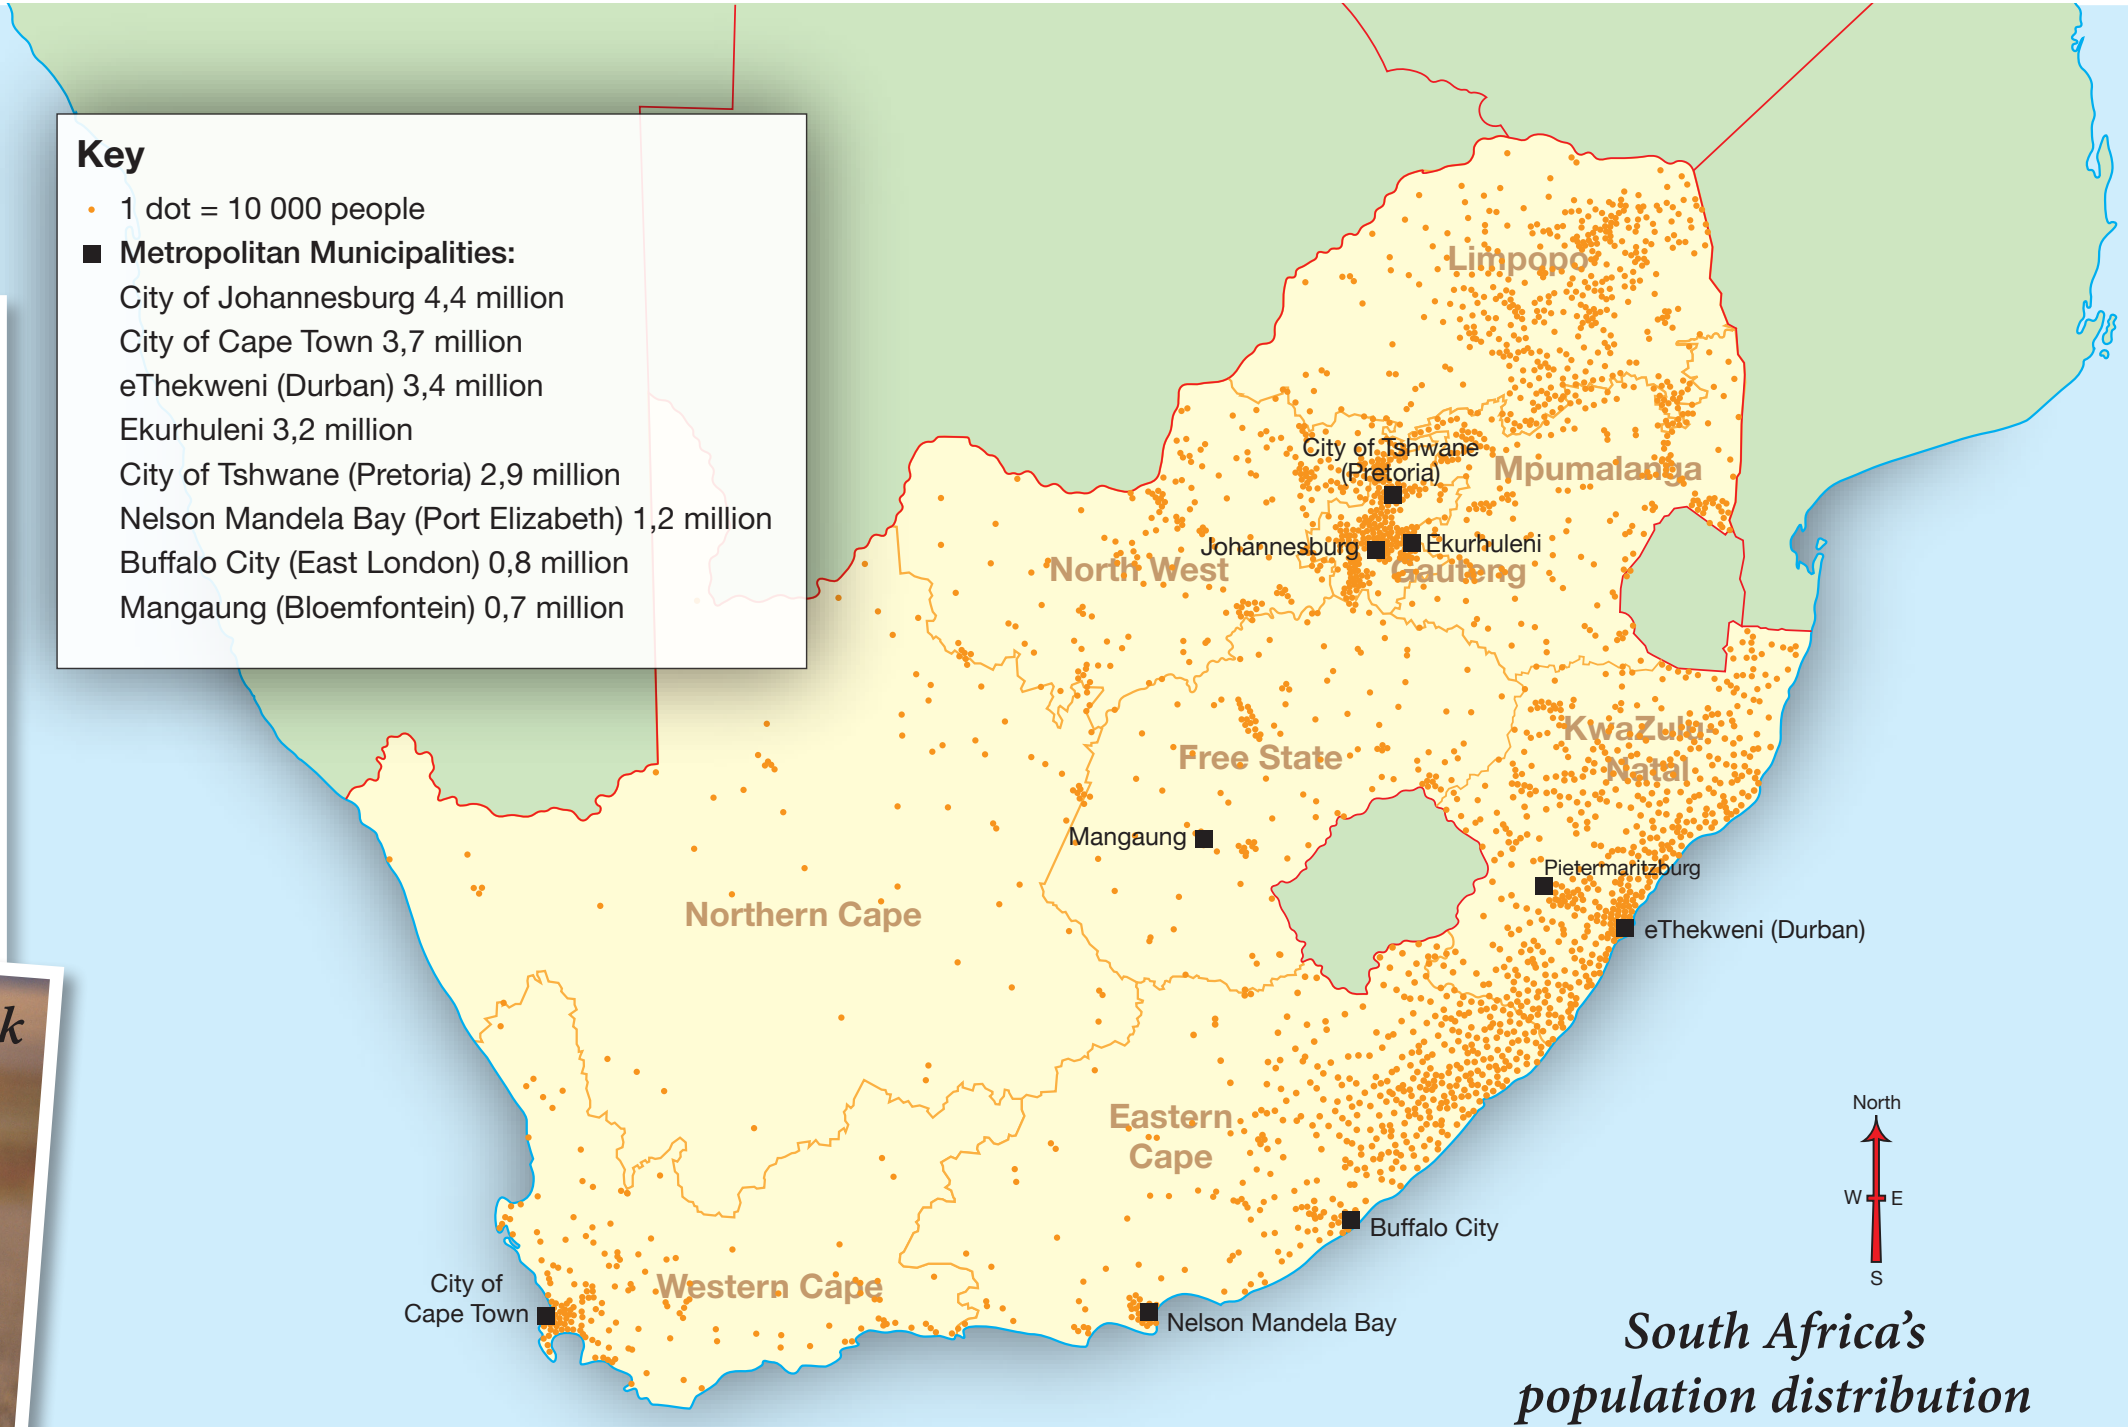 Key
1 dot = 10 000 people
Metropolitan Municipalities:
City of Johannesburg 4,4 million
City of Cape Town 3,7 million
eThekweni (Durban) 3,4 million
Ekurhuleni 3,2 million
City of Tshwane (Pretoria) 2,9 million
Nelson Mandela Bay (Port Elizabeth) 1,2 million
Buffalo City (East London) 0,8 million
Mangaung (Bloemfontein) 0,7 million
Limpopo
City of Tshwane
(Pretoria)
Mpumalanga
Johannesburg
Ekurhuleni
North West
Gauteng
KwaZulu-
Natal
Free State
Mangaung
Pietermaritzburg
Northern Cape
eThekweni (Durban)
k
Eastern
Cape
North
W E
S
Buffalo City
City of
Cape Town
Western Cape
Nelson Mandela Bay
South Africa's
population distribution